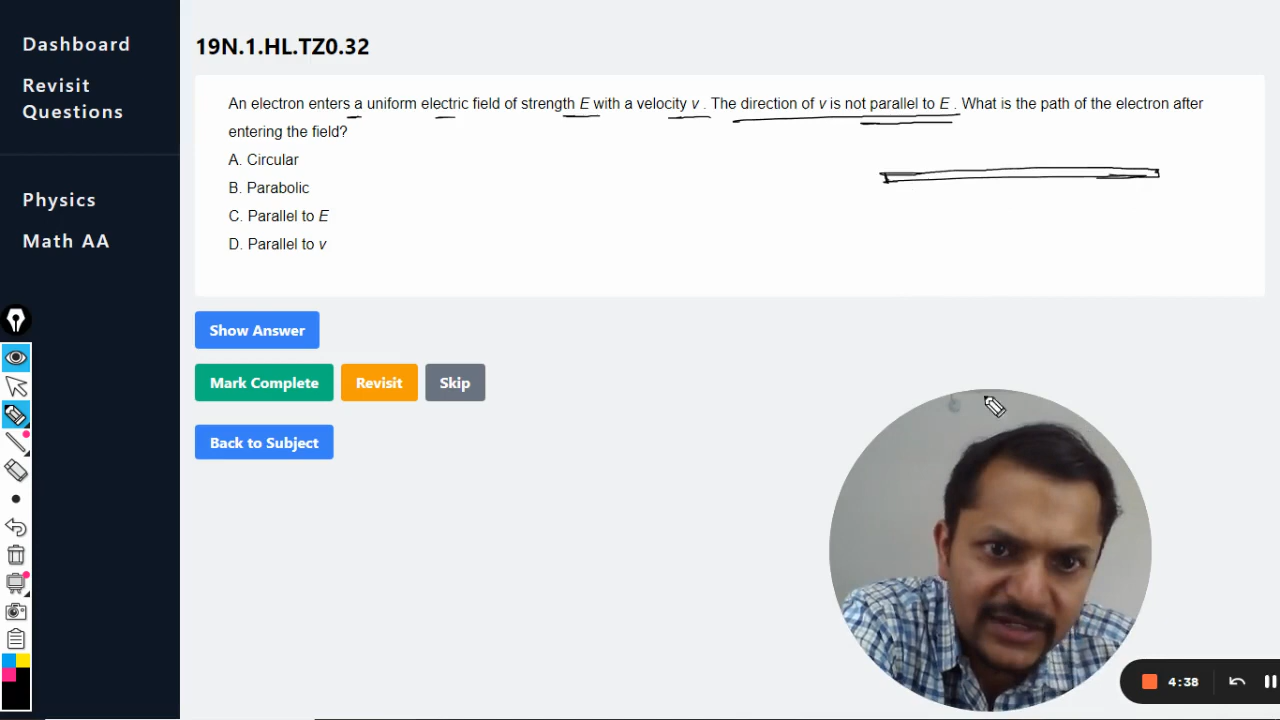 Dashboard
Revisit
Questions
Physics
Math AA
19N.1.HL.TZ0.32
An electron enters a uniform electric field of strength E with a velocity v . The direction of v is not parallel to E . What is the path of the electron after
entering the field?
A. Circular
B. Parabolic
C. Parallel to E
D. Parallel to v
Show Answer
Mark Complete
Revisit
Skip
Back to Subject
4:38